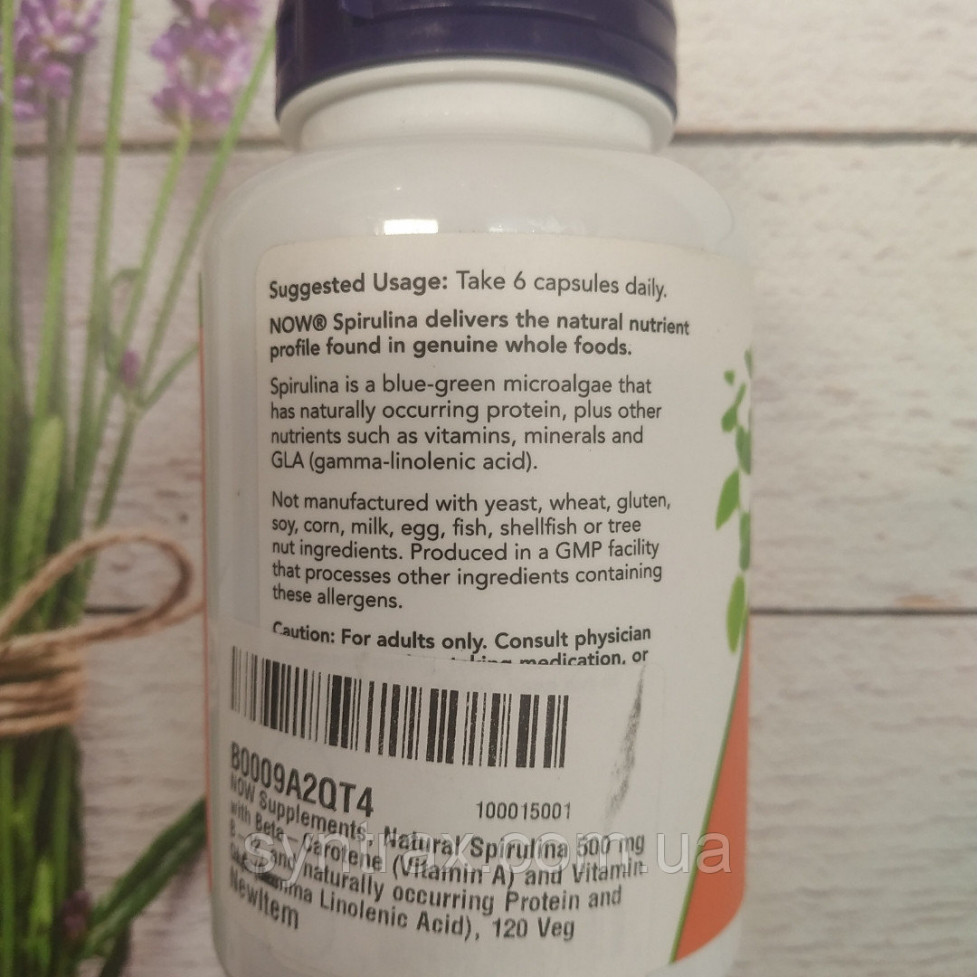 Suggested Usage: Take 6 capsules daily.
NOW® Spirulina delivers the natural nutrient
profile found in genuine whole foods.
Spirulina is a blue-green microalgae that
has naturally occurring protein, plus other
nutrients such as vitamins, minerals and
GLA (gamma-linolenic acid).
Not manufactured with yeast, wheat, gluten,
soy, corn, milk, egg, fish, shellfish or tree
nut ingredients. Produced in a GMP facility
that processes other ingredients containing
these allergens.
Caution: For adults only. Consult physician
taking medication, or
B0009A2QT4
100015001
NOW Supplements, Natural Spirulina 500 mg
with Beta - Carotene (Vitamin A) and Vitamin
B and naturally occurring Protein and
Linolenic Acid), 120 Veg
NewItem
syntrax.com.ua